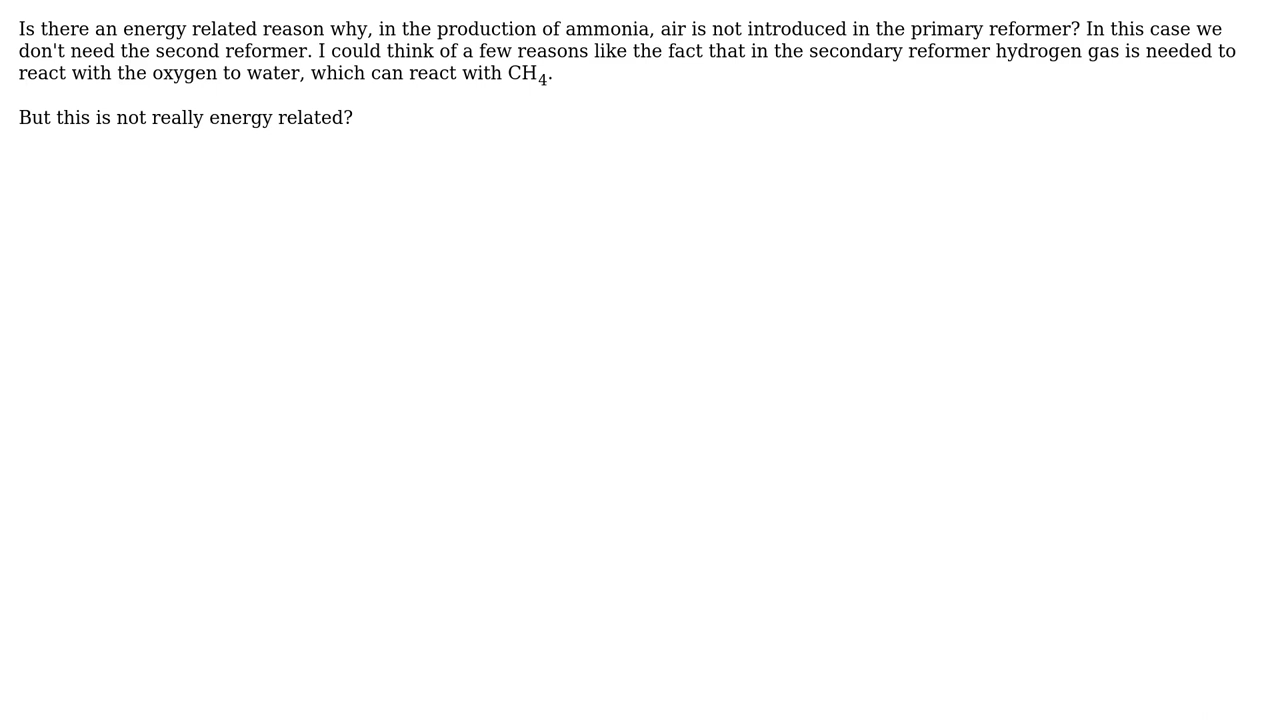 Is there an energy related reason why, in the production of ammonia, air is not introduced in the primary reformer? In this case we
don't need the second reformer. I could think of a few reasons like the fact that in the secondary reformer hydrogen gas is needed to
react with the oxygen to water, which can react with CH₄.
But this is not really energy related?